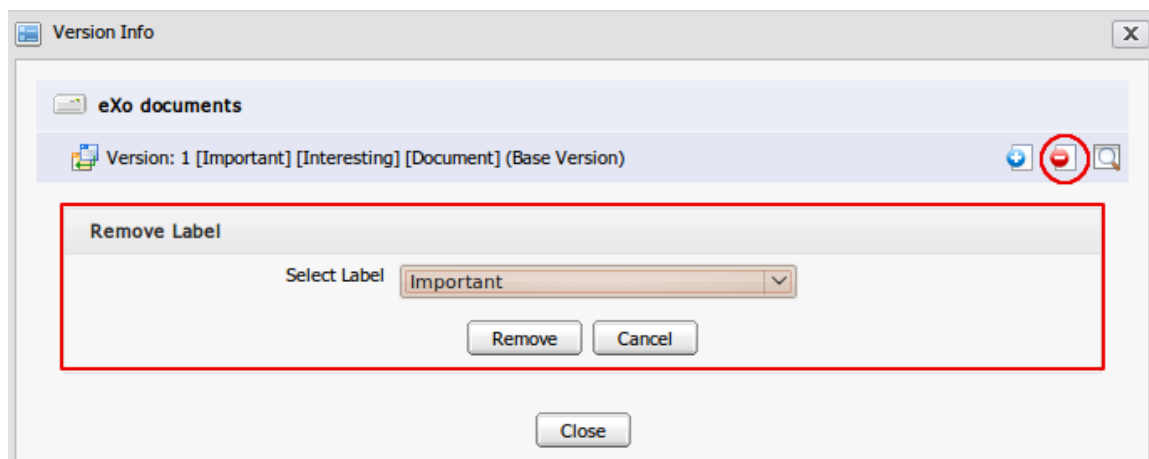 Version Info
X
eXo documents
Version: 1 [Important] [Interesting] [Document] (Base Version)
Remove Label
Select Label Important
Remove Cancel
Close